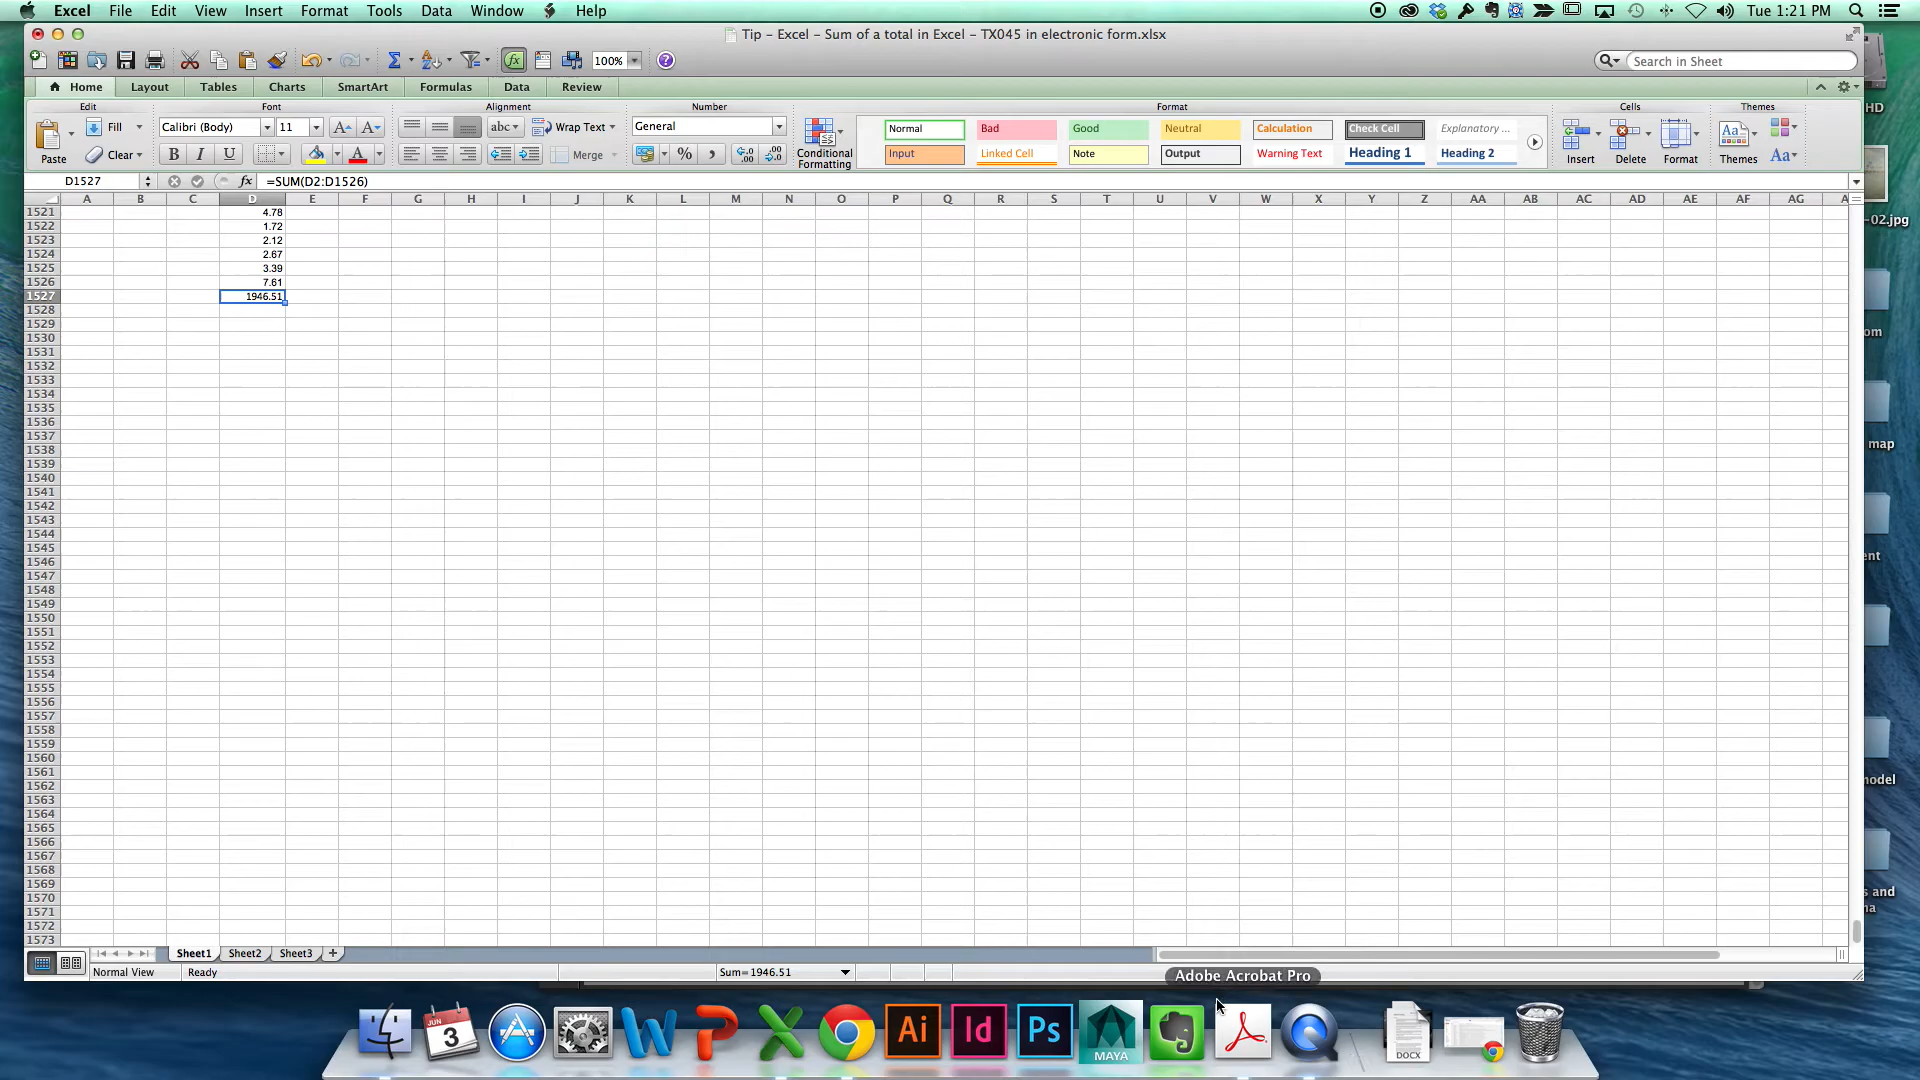 Excel File Edit View Insert Format Tools Data Window Help Tue 1:21 PM
Tip - Excel - Sum of a total in Excel - TX045 in electronic form.xlsx
100% Search in Sheet
Home Layout Tables Charts SmartArt Formulas Data Review
Edit Font Alignment Number Format Cells Themes
Fill Calibri (Body) 11 abc Wrap Text General Normal Bad Good Neutral Calculation Check Cell Explanatory ...
Paste Clear B I U Merge % Conditional Formatting Input Linked Cell Note Output Warning Text Heading 1 Heading 2 Insert Delete Format Themes Aa
D1527 fx =SUM(D2:D1526)
A B C D E F G H I J K L M N O P Q R S T U V W X Y Z AA AB AC AD AE AF AG A
1521 4.78
1522 1.72
1523 2.12
1524 2.67
1525 3.39
1526 7.61
1527 1946.51
1528
1529
1530
1531
1532
1533
1534
1535
1536
1537
1538
1539
1540
1541
1542
1543
1544
1545
1546
1547
1548
1549
1550
1551
1552
1553
1554
1555
1556
1557
1558
1559
1560
1561
1562
1563
1564
1565
1566
1567
1568
1569
1570
1571
1572
1573
Sheet1 Sheet2 Sheet3
Normal View Ready Sum=1946.51
Adobe Acrobat Pro
HD
-02.jpg
om
map
ent
model
s and
na
JUN
3
Ai Id Ps
MAYA
DOCX